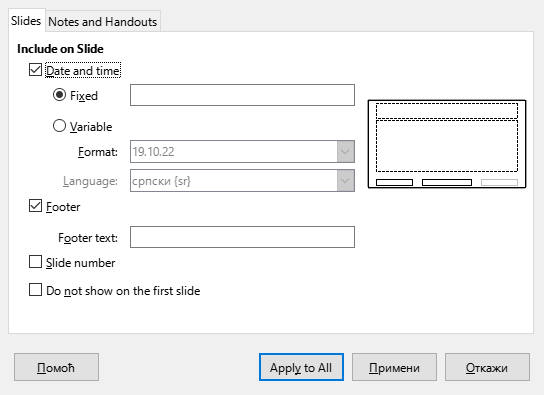 Slides Notes and Handouts
Include on Slide
Date and time
Fixed
Variable
Format: 19.10.22
Language: српски {sr}
Footer
Footer text:
Slide number
Do not show on the first slide
Помоћ Apply to All Примени Откажи